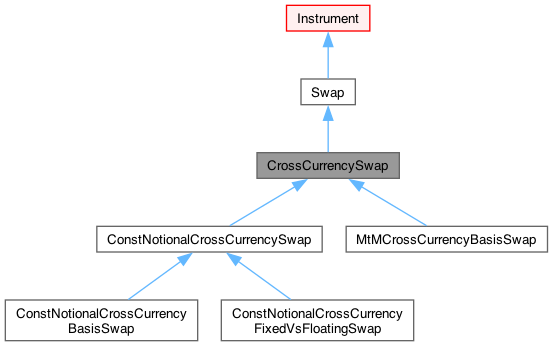 Instrument
Swap
CrossCurrencySwap
ConstNotionalCrossCurrencySwap
MtMCrossCurrencyBasisSwap
ConstNotionalCrossCurrency
BasisSwap
ConstNotionalCrossCurrency
FixedVsFloatingSwap